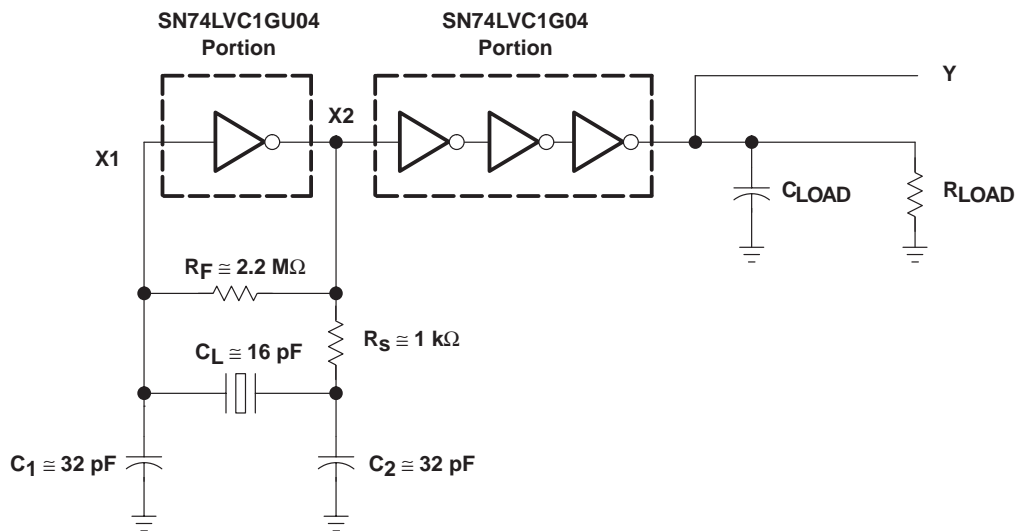 SN74LVC1GU04
Portion
SN74LVC1G04
Portion
Y
X2
X1
CLOAD
RLOAD
RF ≅ 2.2 MΩ
RS ≅ 1 kΩ
CL ≅ 16 pF
C1 ≅ 32 pF
C2 ≅ 32 pF